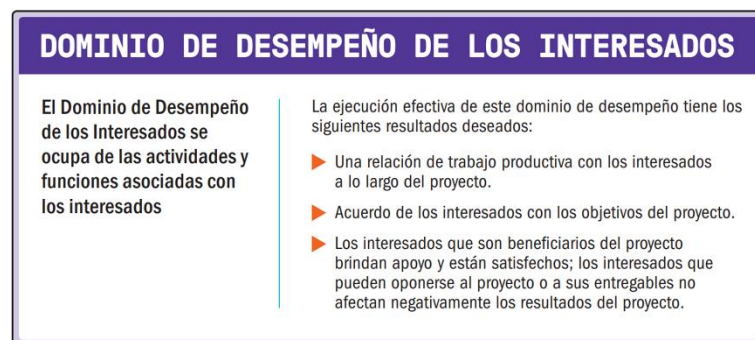 DOMINIO DE DESEMPEÑO DE LOS INTERESADOS
El Dominio de Desempeño
de los Interesados se
ocupa de las actividades y
funciones asociadas con
los interesados
La ejecución efectiva de este dominio de desempeño tiene los
siguientes resultados deseados:
Una relación de trabajo productiva con los interesados
a lo largo del proyecto.
Acuerdo de los interesados con los objetivos del proyecto.
Los interesados que son beneficiarios del proyecto
brindan apoyo y están satisfechos; los interesados que
pueden oponerse al proyecto o a sus entregables no
afectan negativamente los resultados del proyecto.